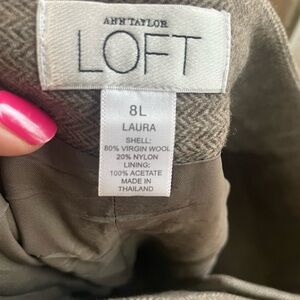 ANN TAYLOR
LOFT
8L
LAURA
SHELL:
80% VIRGIN WOOL
20% NYLON
LINING:
100% ACETATE
MADE IN
THAILAND